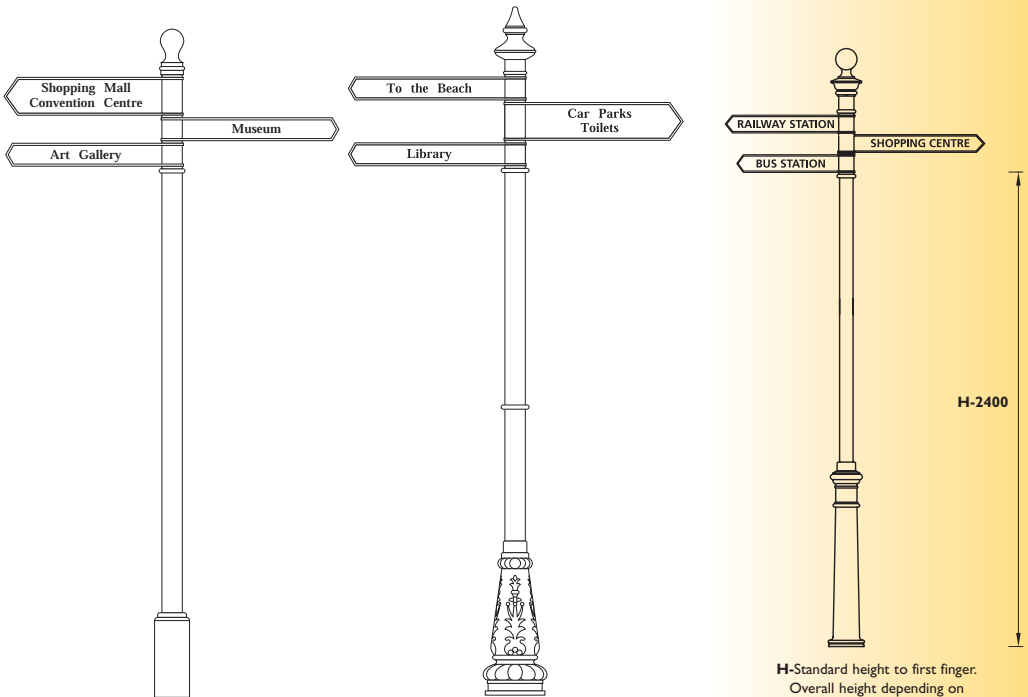 Shopping Mall
Convention Centre
Museum
Art Gallery
To the Beach
Car Parks
Toilets
Library
RAILWAY STATION
SHOPPING CENTRE
BUS STATION
H-2400
H-Standard height to first finger.
Overall height depending on